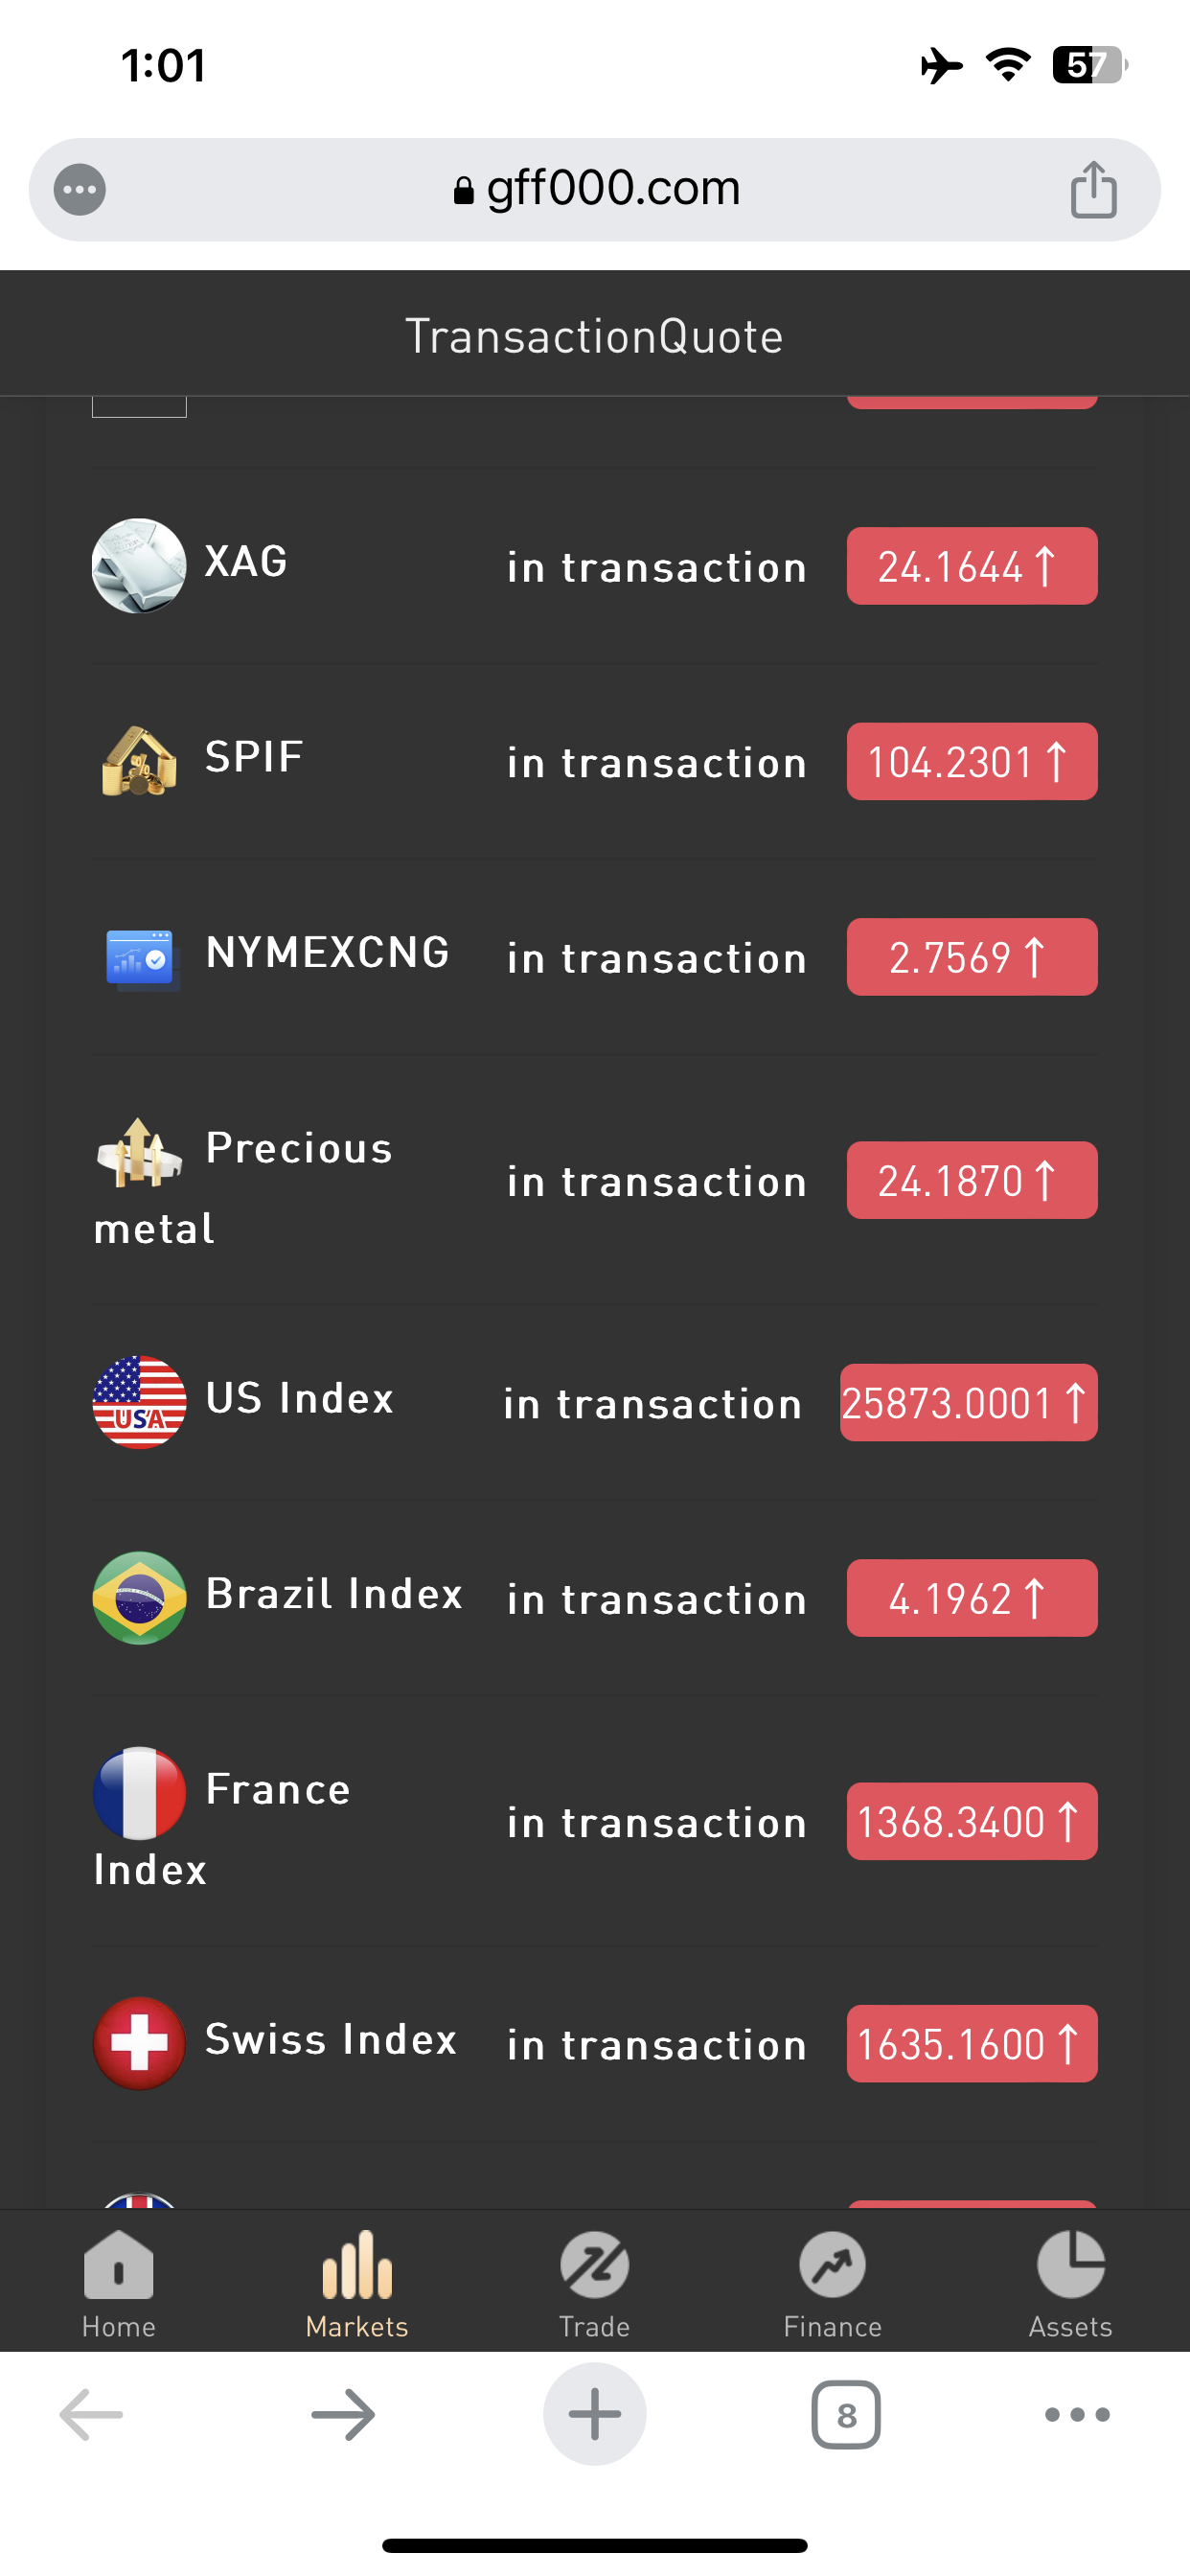 1:01
57
gff000.com
TransactionQuote
XAG in transaction 24.1644↑
SPIF in transaction 104.2301↑
NYMEXCNG in transaction 2.7569↑
Precious
metal
in transaction 24.1870↑
USA US Index in transaction 25873.0001↑
Brazil Index in transaction 4.1962↑
France
Index
in transaction 1368.3400↑
Swiss Index in transaction 1635.1600↑
Home Markets Trade Finance Assets
8